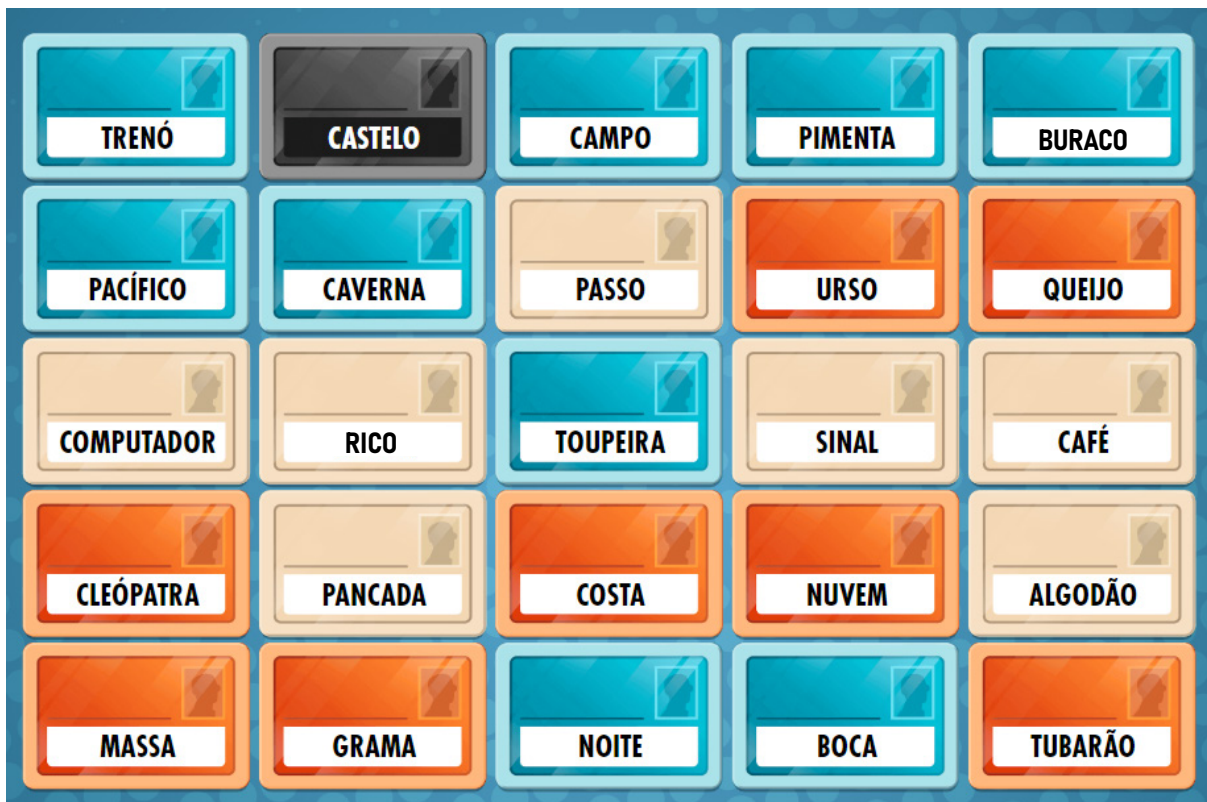 TRENÓ
CASTELO
CAMPO
PIMENTA
BURACO
PACÍFICO
CAVERNA
PASSO
URSO
QUEIJO
COMPUTADOR
RICO
TOUPEIRA
SINAL
CAFÉ
CLEÓPATRA
PANCADA
COSTA
NUVEM
ALGODÃO
MASSA
GRAMA
NOITE
BOCA
TUBARÃO